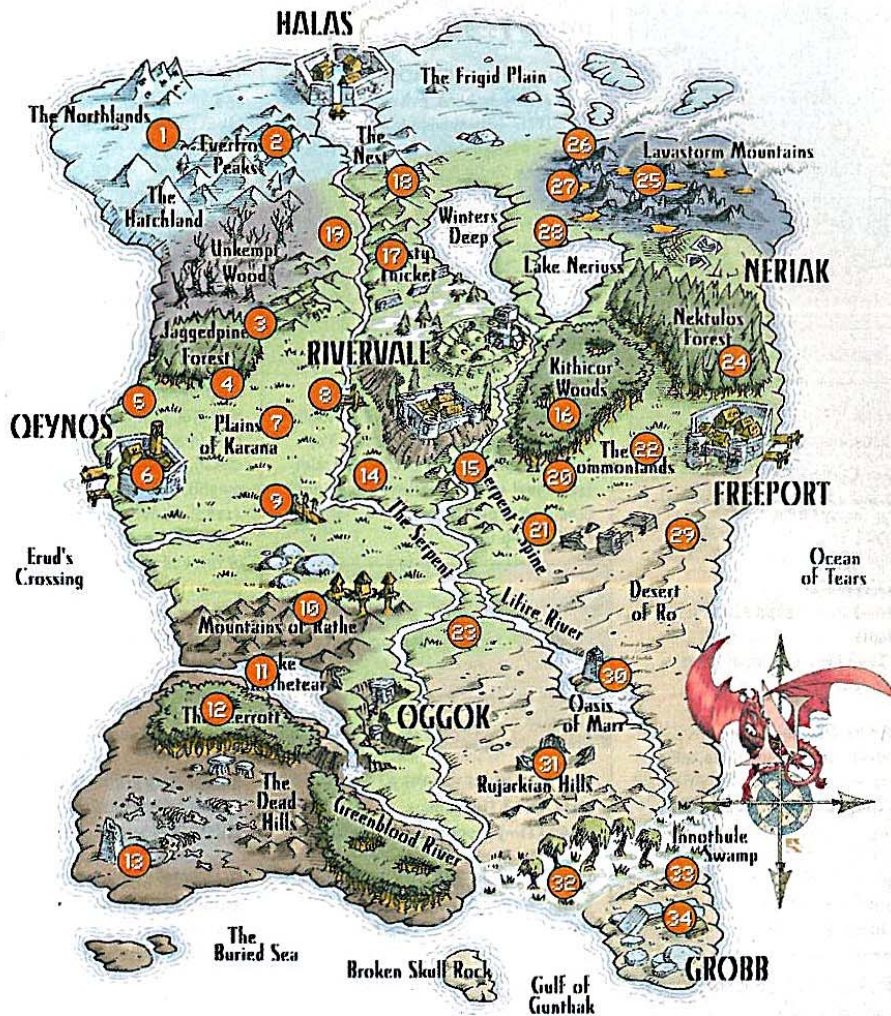 HALAS
The Frigid Plain
The Northlands
1
2
Peaks
The
Nest
26
Lavastorm Mountains
18
27
25
The
Hatchland
Winters
Deep
19
17
28
Thicket
Unkempt
Wood
Lake Neriuss
NERIAK
3
Jaggedpine
Forest
RIVERVALE
Nektulos
Forest
Kithicor
Woods
24
4
8
5
16
7
Plains
of Karana
QEYNOS
22
The
6
14
15
20
FREEPORT
9
Serpent's Spine
The Serpent
21
29
Erud's
Crossing
Ocean
of Tears
Desert
of Ro
Lifire River
10
Mountains of Rathe
23
11
30
N
12
OGGOK
Oasis
of Marr
31
Rujarkian Hills
The
Dead
Hills
Greenblood River
13
Innothule
Swamp
32
33
34
The
Buried Sea
Broken Skull Rock
GROBB
Gulf of
Gunthak